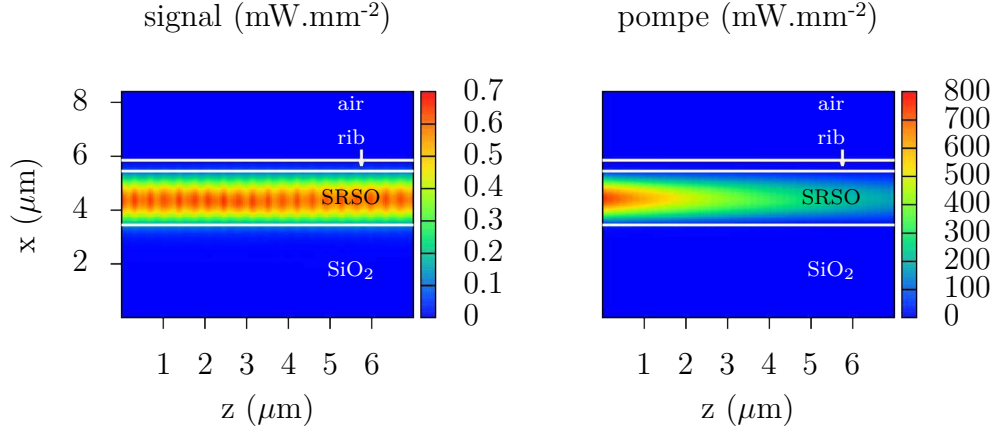 signal (mW.mm-2)
8
6
4
2
x (μm)
air
rib
SRSO
SiO2
1 2 3 4 5 6
z (μm)
0.7
0.6
0.5
0.4
0.3
0.2
0.1
0
pompe (mW.mm-2)
air
rib
SRSO
SiO2
1 2 3 4 5 6
z (μm)
800
700
600
500
400
300
200
100
0